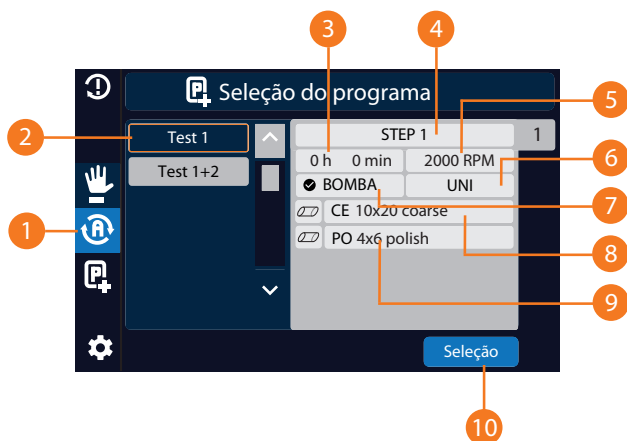 3
4
Seleção do programa
5
2
Test 1
STEP 1
1
0 h 0 min
2000 RPM
6
Test 1+2
BOMBA
UNI
7
1
A
CE 10x20 coarse
8
PO 4x6 polish
P
9
Seleção
10